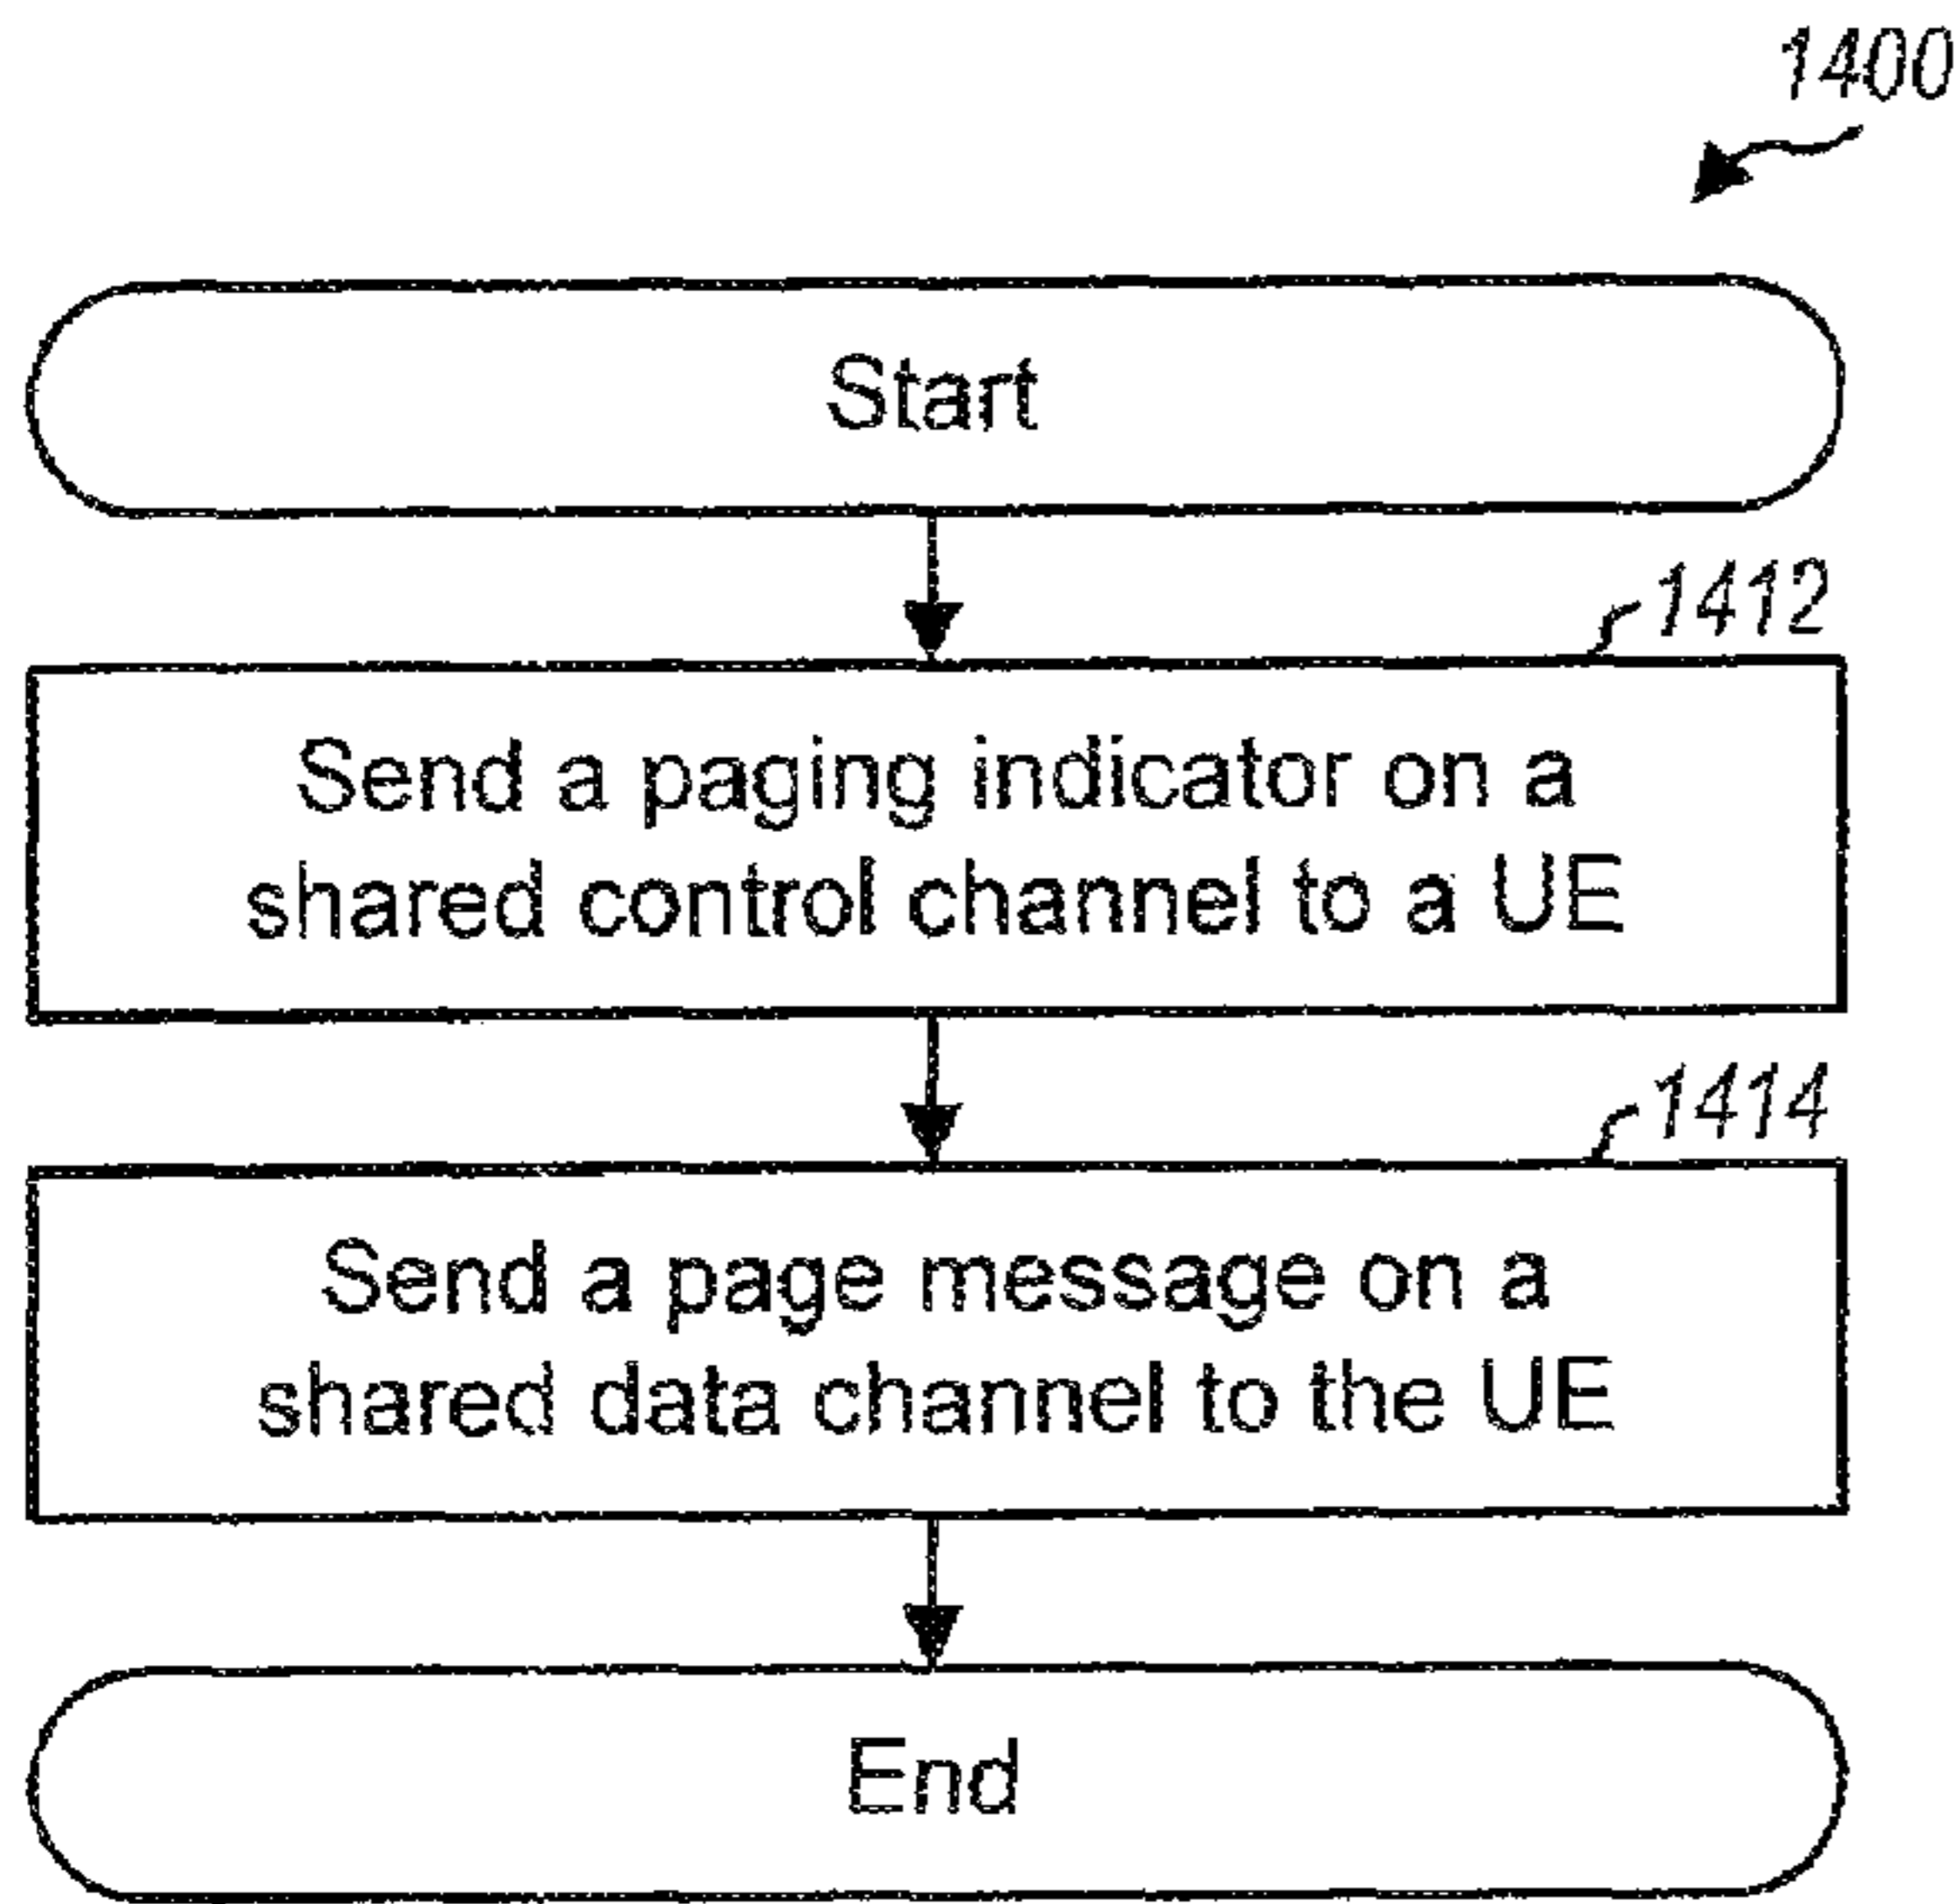 1400
Start
1412
Send a paging indicator on a
shared control channel to a UE
1414
Send a page message on a
shared data channel to the UE
End